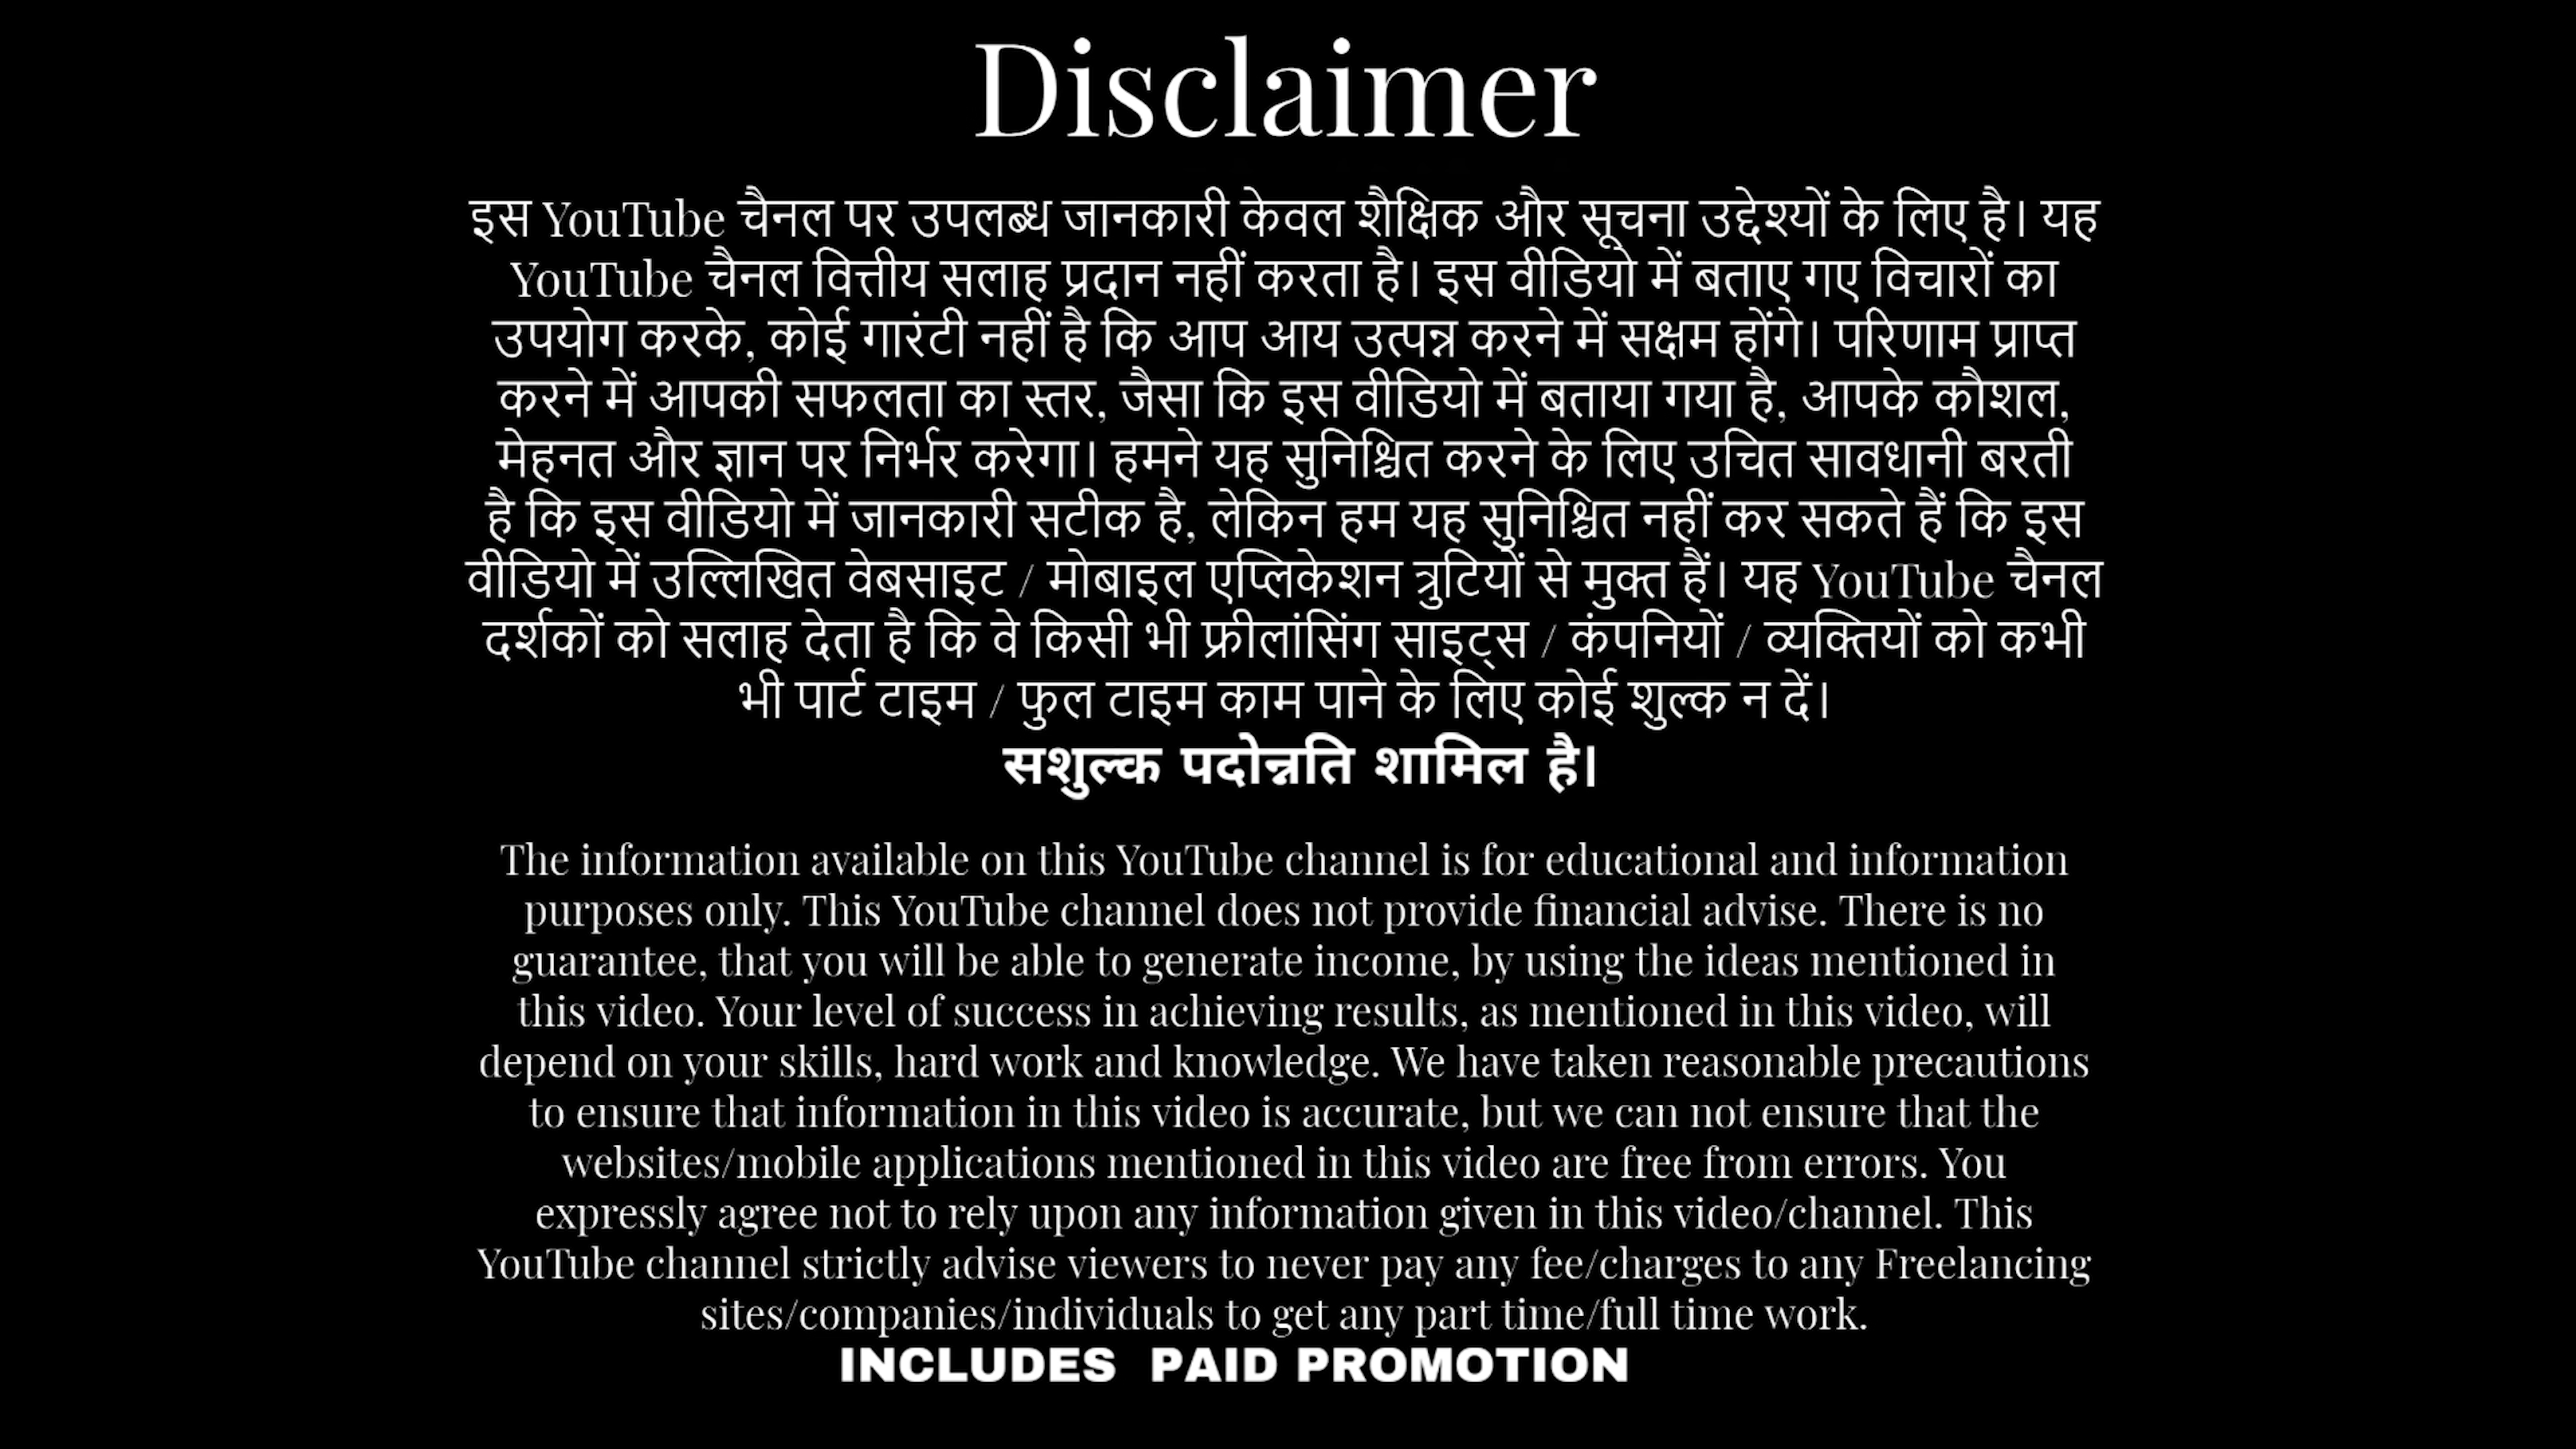 Disclaimer
इस YouTube चैनल पर उपलब्ध जानकारी केवल शैक्षिक और सूचना उद्देश्यों के लिए है। यह
YouTube चैनल वित्तीय सलाह प्रदान नहीं करता है। इस वीडियो में बताए गए विचारों का
उपयोग करके, कोई गारंटी नहीं है कि आप आय उत्पन्न करने में सक्षम होंगे। परिणाम प्राप्त
करने में आपकी सफलता का स्तर, जैसा कि इस वीडियो में बताया गया है, आपके कौशल,
मेहनत और ज्ञान पर निर्भर करेगा। हमने यह सुनिश्चित करने के लिए उचित सावधानी बरती
है कि इस वीडियो में जानकारी सटीक है, लेकिन हम यह सुनिश्चित नहीं कर सकते हैं कि इस
वीडियो में उल्लिखित वेबसाइट / मोबाइल एप्लिकेशन त्रुटियों से मुक्त हैं। यह YouTube चैनल
दर्शकों को सलाह देता है कि वे किसी भी फ्रीलांसिंग साइट्स / कंपनियों / व्यक्तियों को कभी
भी पार्ट टाइम / फुल टाइम काम पाने के लिए कोई शुल्क न दें।
सशुल्क पदोन्नति शामिल है।
The information available on this YouTube channel is for educational and information
purposes only. This YouTube channel does not provide financial advise. There is no
guarantee, that you will be able to generate income, by using the ideas mentioned in
this video. Your level of success in achieving results, as mentioned in this video, will
depend on your skills, hard work and knowledge. We have taken reasonable precautions
to ensure that information in this video is accurate, but we can not ensure that the
websites/mobile applications mentioned in this video are free from errors. You
expressly agree not to rely upon any information given in this video/channel. This
YouTube channel strictly advise viewers to never pay any fee/charges to any Freelancing
sites/companies/individuals to get any part time/full time work.
INCLUDES PAID PROMOTION